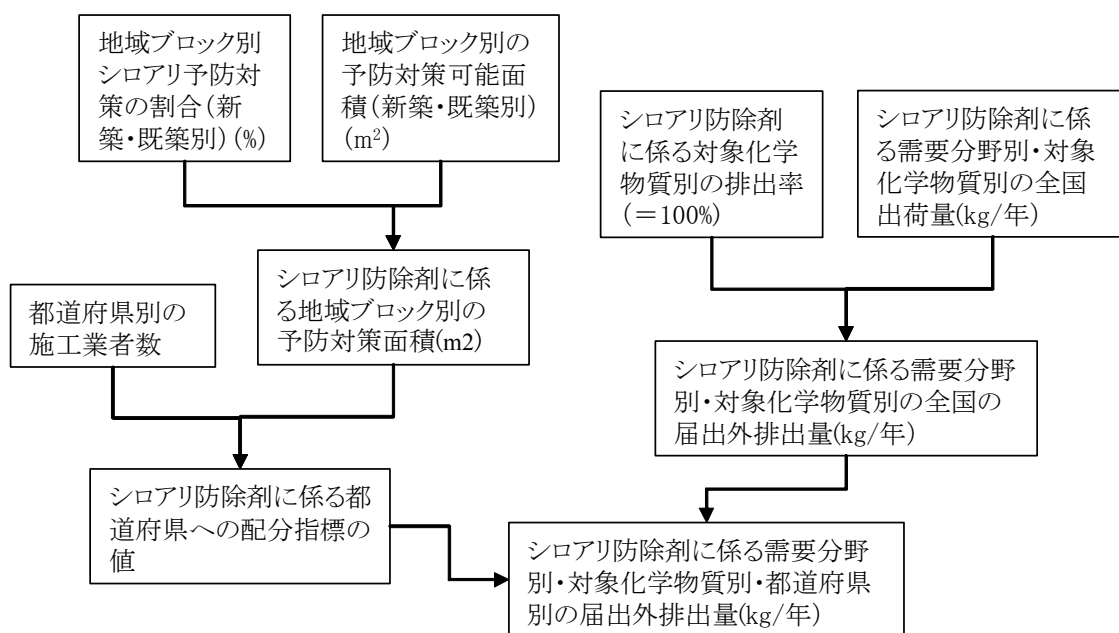 地域ブロック別
シロアリ予防対
策の割合(新
築・既築別)(%)
地域ブロック別の
予防対策可能面
積(新築・既築別)
(m²)
シロアリ防除剤
に係る対象化学
物質別の排出率
(=100%)
シロアリ防除剤に係
る需要分野別・対象
化学物質別の全国
出荷量(kg/年)
都道府県別の
施工業者数
シロアリ防除剤に係
る地域ブロック別の
予防対策面積(m2)
シロアリ防除剤に係る需要分野
別・対象化学物質別の全国の
届出外排出量(kg/年)
シロアリ防除剤に係る都
道府県への配分指標の
値
シロアリ防除剤に係る需要分野
別・対象化学物質別・都道府県
別の届出外排出量(kg/年)